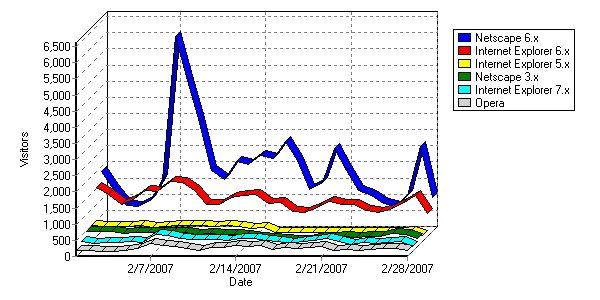 6,500
6,000
5,500
5,000
4,500
4,000
3,500
3,000
2,500
2,000
1,500
1,000
500
0
Visitors
2/7/2007
2/14/2007
2/21/2007
2/28/2007
Date
Netscape 6.x
Internet Explorer 6.x
Internet Explorer 5.x
Netscape 3.x
Internet Explorer 7.x
Opera